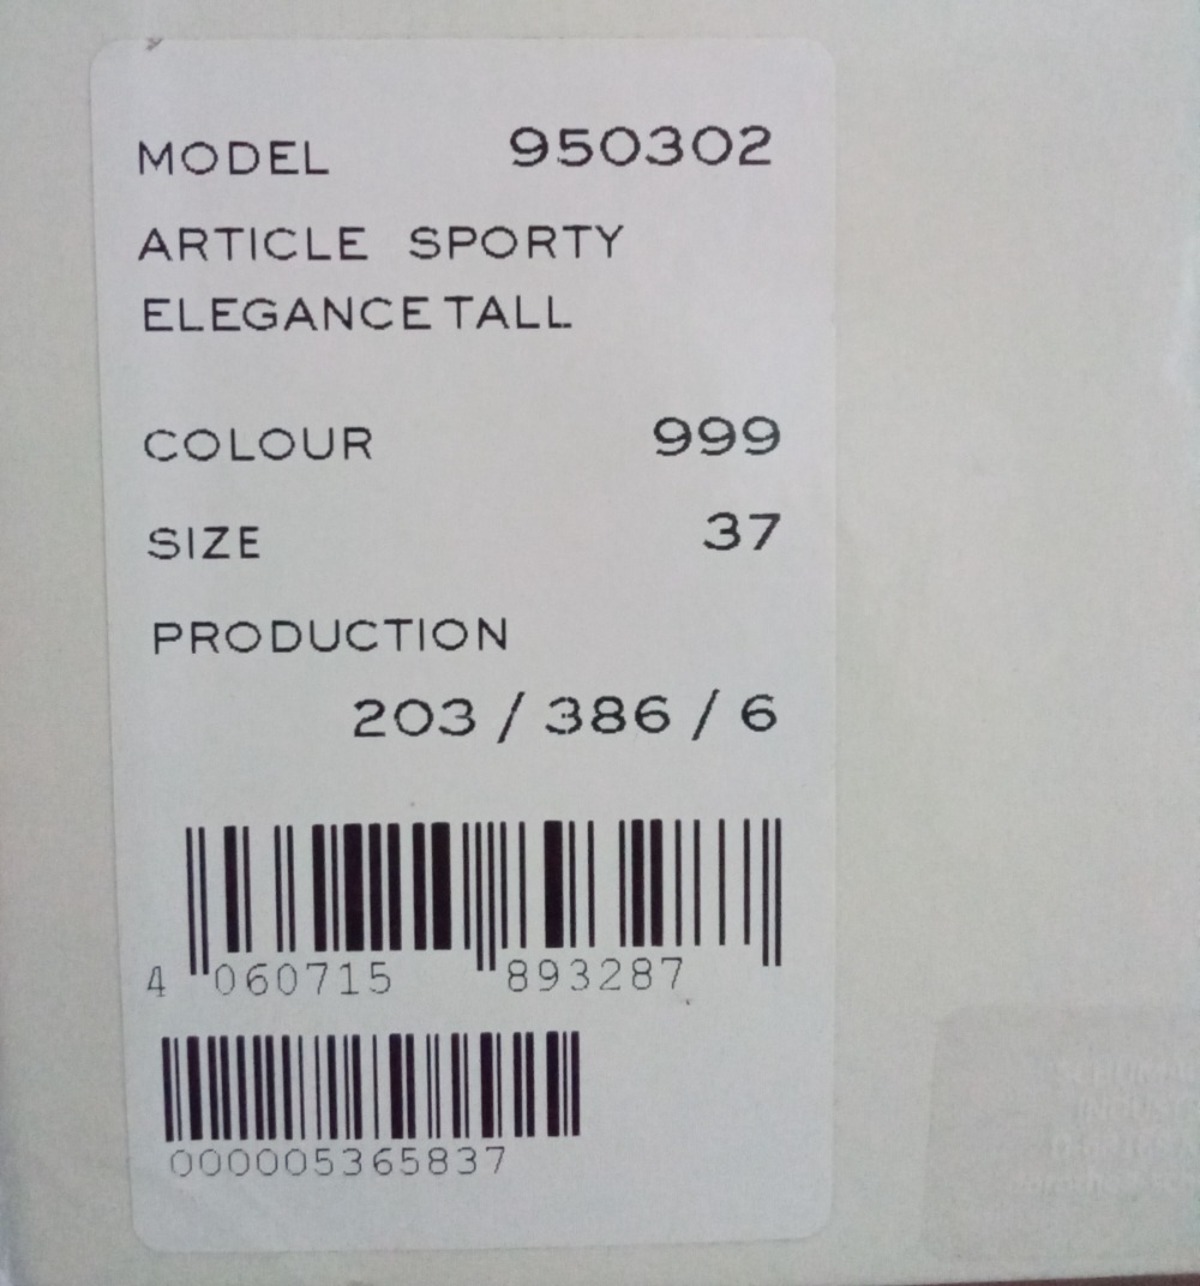 MODEL 950302
ARTICLE SPORTY
ELEGANCE TALL
COLOUR 999
SIZE 37
PRODUCTION
203 / 386 / 6
4 060715 893287
000005365837